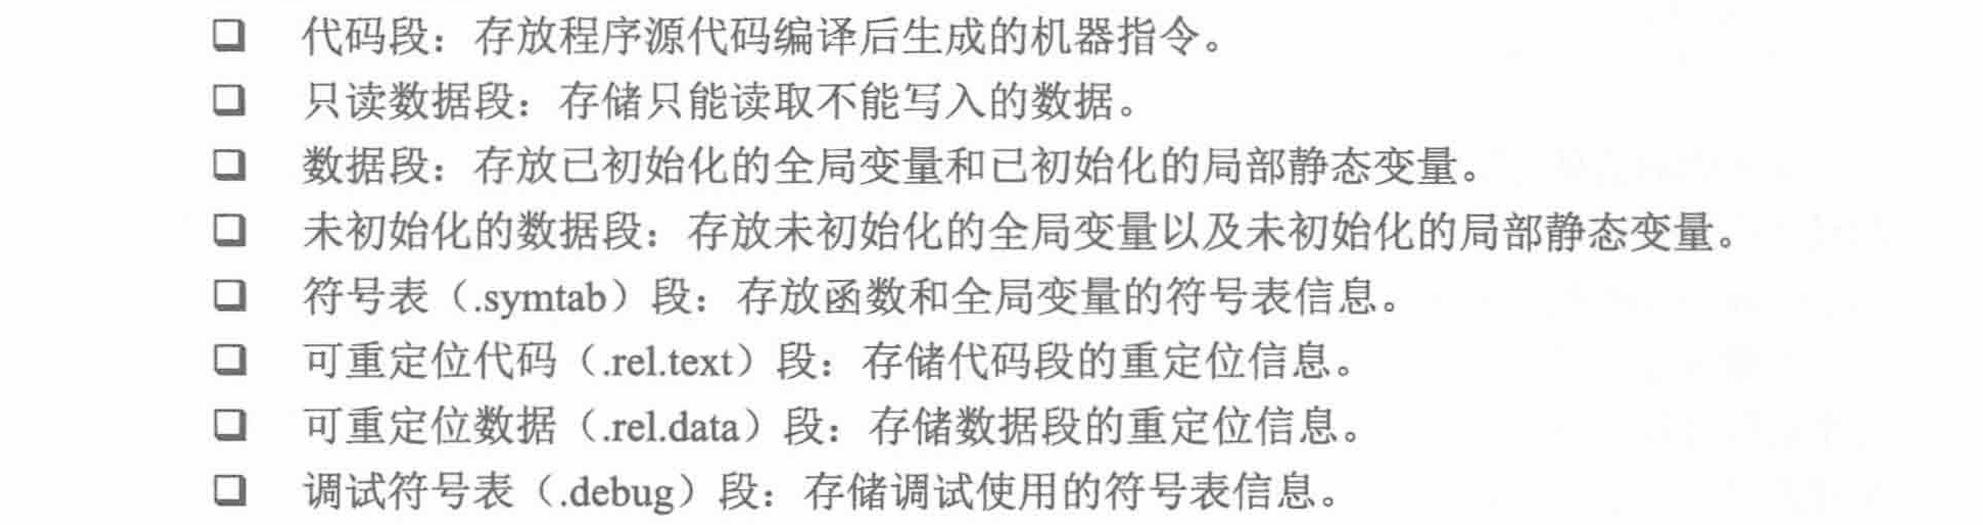 ❑ 代码段：存放程序源代码编译后生成的机器指令。
❑ 只读数据段：存储只能读取不能写入的数据。
❑ 数据段：存放已初始化的全局变量和已初始化的局部静态变量。
❑ 未初始化的数据段：存放未初始化的全局变量以及未初始化的局部静态变量。
❑ 符号表（.symtab）段：存放函数和全局变量的符号表信息。
❑ 可重定位代码（.rel.text）段：存储代码段的重定位信息。
❑ 可重定位数据（.rel.data）段：存储数据段的重定位信息。
❑ 调试符号表（.debug）段：存储调试使用的符号表信息。